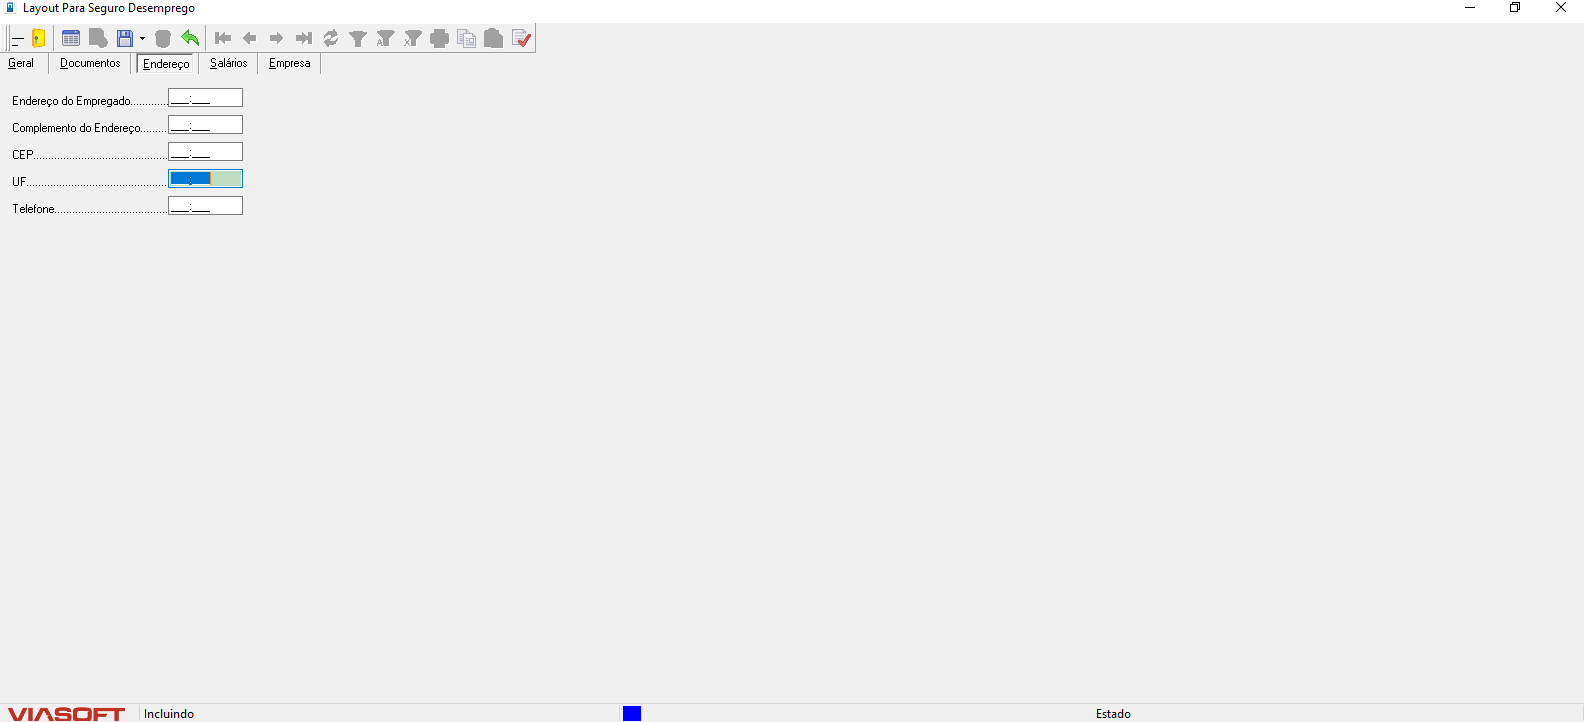 Layout Para Seguro Desemprego
Geral Documentos Endereço Salários Empresa
Endereço do Empregado............. ___:___
Complemento do Endereço......... ___:___
CEP............................................. ___:___
UF............................................... ___:___
Telefone...................................... ___:___
VIASOFT Incluindo Estado